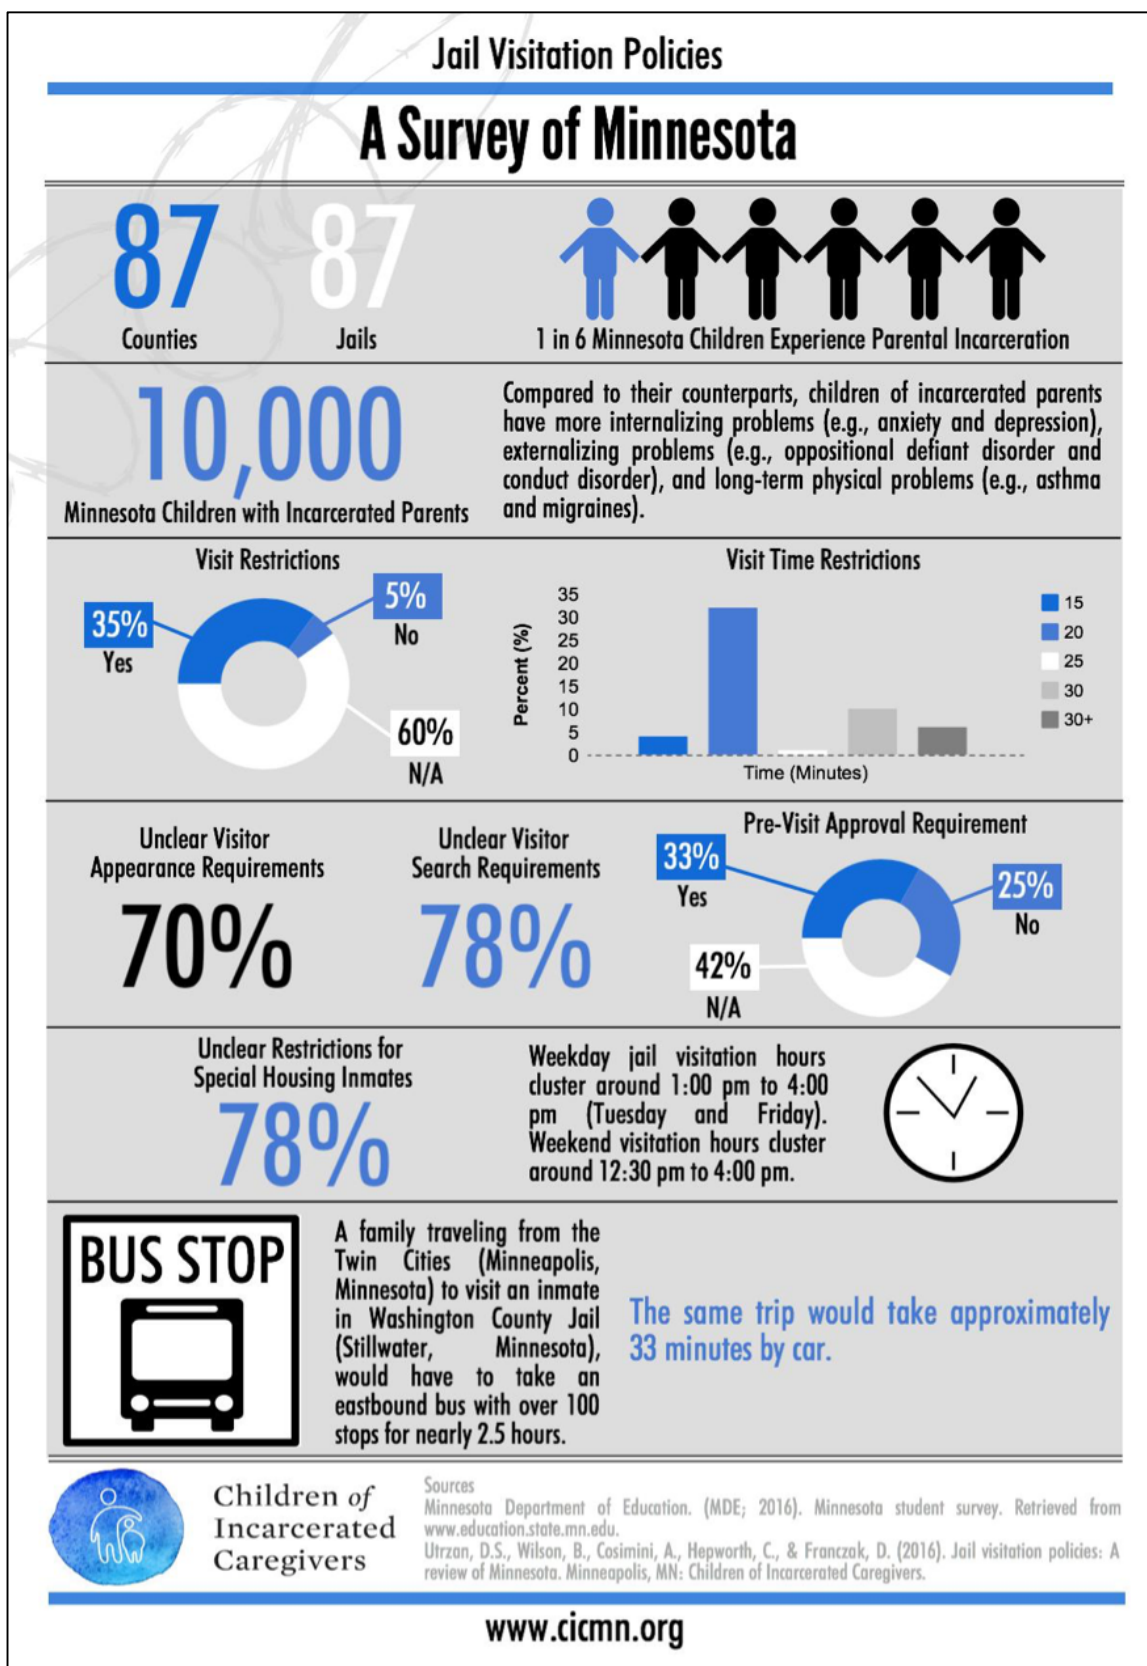 Jail Visitation Policies
A Survey of Minnesota
87
Counties
87
Jails
1 in 6 Minnesota Children Experience Parental Incarceration
10,000
Minnesota Children with Incarcerated Parents
Compared to their counterparts, children of incarcerated parents
have more internalizing problems (e.g., anxiety and depression),
externalizing problems (e.g., oppositional defiant disorder and
conduct disorder), and long-term physical problems (e.g., asthma
and migraines).
Visit Restrictions
35%
Yes
5%
No
60%
N/A
Visit Time Restrictions
Percent (%)
35
30
25
20
15
10
5
0
Time (Minutes)
15
20
25
30
30+
Unclear Visitor
Appearance Requirements
70%
Unclear Visitor
Search Requirements
78%
Pre-Visit Approval Requirement
33%
Yes
25%
No
42%
N/A
Unclear Restrictions for
Special Housing Inmates
78%
Weekday jail visitation hours
cluster around 1:00 pm to 4:00
pm (Tuesday and Friday).
Weekend visitation hours cluster
around 12:30 pm to 4:00 pm.
BUS STOP
A family traveling from the
Twin Cities (Minneapolis,
Minnesota) to visit an inmate
in Washington County Jail
(Stillwater, Minnesota),
would have to take an
eastbound bus with over 100
stops for nearly 2.5 hours.
The same trip would take approximately
33 minutes by car.
Children of
Incarcerated
Caregivers
Sources
Minnesota Department of Education. (MDE; 2016). Minnesota student survey. Retrieved from
www.education.state.mn.edu.
Utrzan, D.S., Wilson, B., Cosimini, A., Hepworth, C., & Franczak, D. (2016). Jail visitation policies: A
review of Minnesota. Minneapolis, MN: Children of Incarcerated Caregivers.
www.cicmn.org